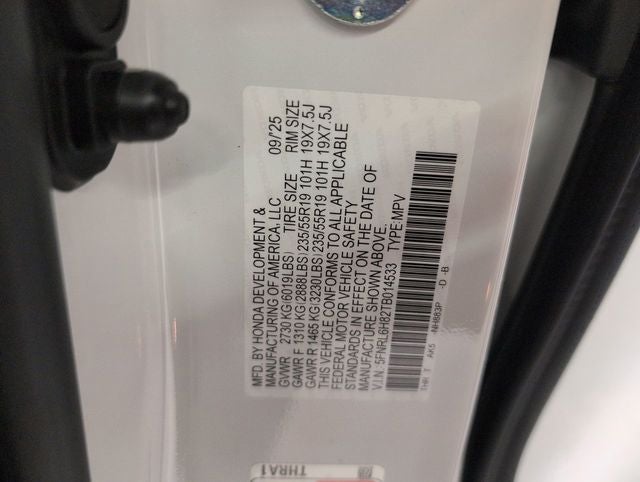 MFD. BY HONDA DEVELOPMENT &
MANUFACTURING OF AMERICA, LLC 09/'25
GVWR 2730 KG(6019LBS) TIRE SIZE RIM SIZE
GAWR F 1310 KG(2888LBS) 235/55R19 101H 19X7.5J
GAWR R 1465 KG(3230LBS) 235/55R19 101H 19X7.5J
THIS VEHICLE CONFORMS TO ALL APPLICABLE
FEDERAL MOTOR VEHICLE SAFETY
STANDARDS IN EFFECT ON THE DATE OF
MANUFACTURE SHOWN ABOVE.
V.I.N. 5FNRL6H82TB014533 TYPE:MPV
THR T AK5 NH883P -D -B
THRA1